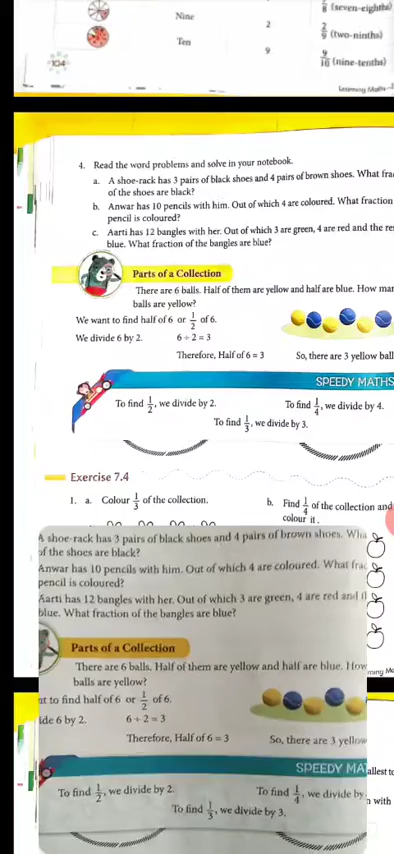 Nine 2 2/9 (two-ninths)
Ten 9 9/10 (nine-tenths)
8 (seven-eighths)
104
Learning Maths
4. Read the word problems and solve in your notebook.
a. A shoe-rack has 3 pairs of black shoes and 4 pairs of brown shoes. What fra
of the shoes are black?
b. Anwar has 10 pencils with him. Out of which 4 are coloured. What fraction
pencil is coloured?
c. Aarti has 12 bangles with her. Out of which 3 are green, 4 are red and the re
blue. What fraction of the bangles are blue?
Parts of a Collection
There are 6 balls. Half of them are yellow and half are blue. How man
balls are yellow?
We want to find half of 6 or 1/2 of 6.
We divide 6 by 2. 6 ÷ 2 = 3
Therefore, Half of 6 = 3 So, there are 3 yellow ball
SPEEDY MATHS
To find 1/2, we divide by 2. To find 1/4, we divide by 4.
To find 1/3, we divide by 3.
Exercise 7.4
1. a. Colour 1/3 of the collection. b. Find 1/4 of the collection and
colour it.
A shoe-rack has 3 pairs of black shoes and 4 pairs of brown shoes. Wha
of the shoes are black?
Anwar has 10 pencils with him. Out of which 4 are coloured. What frac
pencil is coloured?
Aarti has 12 bangles with her. Out of which 3 are green, 4 are red and t
blue. What fraction of the bangles are blue?
Parts of a Collection
There are 6 balls. Half of them are yellow and half are blue. How
balls are yellow?
nt to find half of 6 or 1/2 of 6.
ide 6 by 2. 6 ÷ 2 = 3
Therefore, Half of 6 = 3 So, there are 3 yellow
SPEEDY MA
To find 1/2, we divide 2. To find 1/4, we divide by
To find 1/3, we divide by 3.
rning Ma
allest to
n with